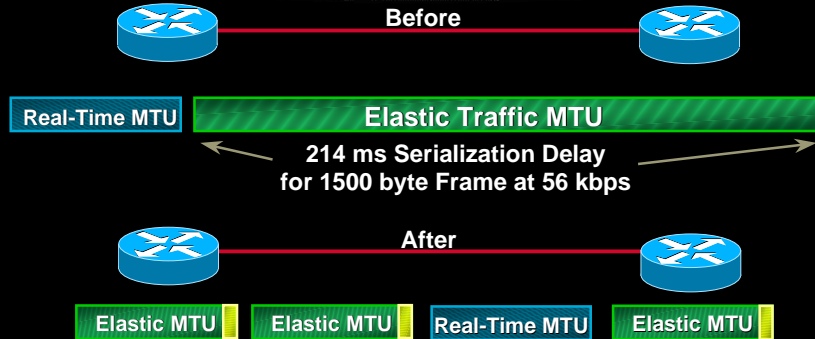 Before
Real-Time MTU
Elastic Traffic MTU
214 ms Serialization Delay
for 1500 byte Frame at 56 kbps
After
Elastic MTU
Elastic MTU
Real-Time MTU
Elastic MTU